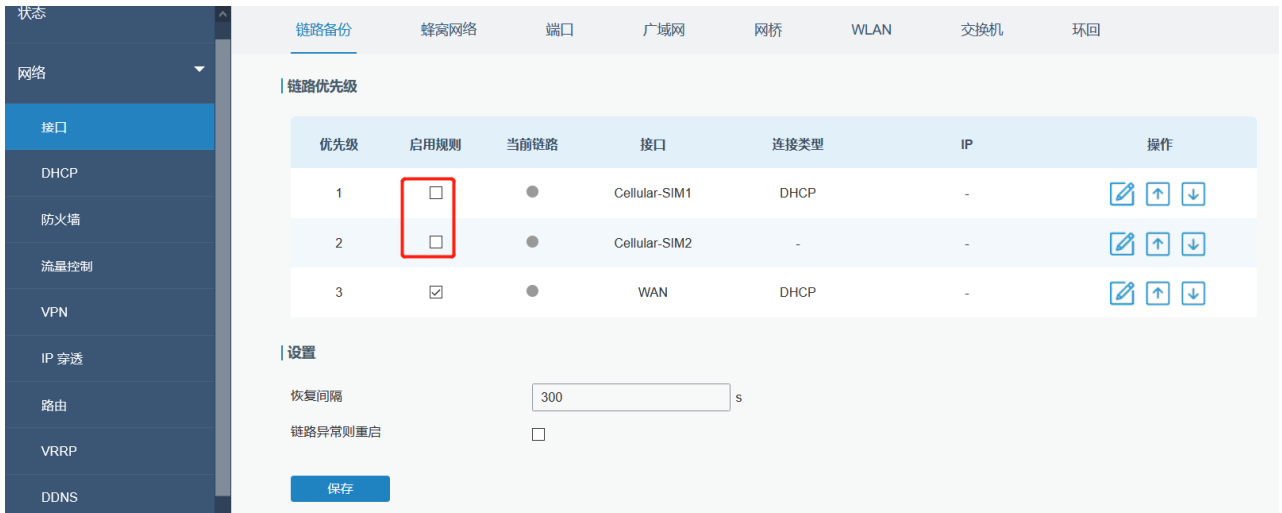 状态
网络
接口
DHCP
防火墙
流量控制
VPN
IP 穿透
路由
VRRP
DDNS
链路备份 蜂窝网络 端口 广域网 网桥 WLAN 交换机 环回
链路优先级
优先级 启用规则 当前链路 接口 连接类型 IP 操作
1 Cellular-SIM1 DHCP -
2 Cellular-SIM2 - -
3 WAN DHCP -
设置
恢复间隔 300 s
链路异常则重启
保存